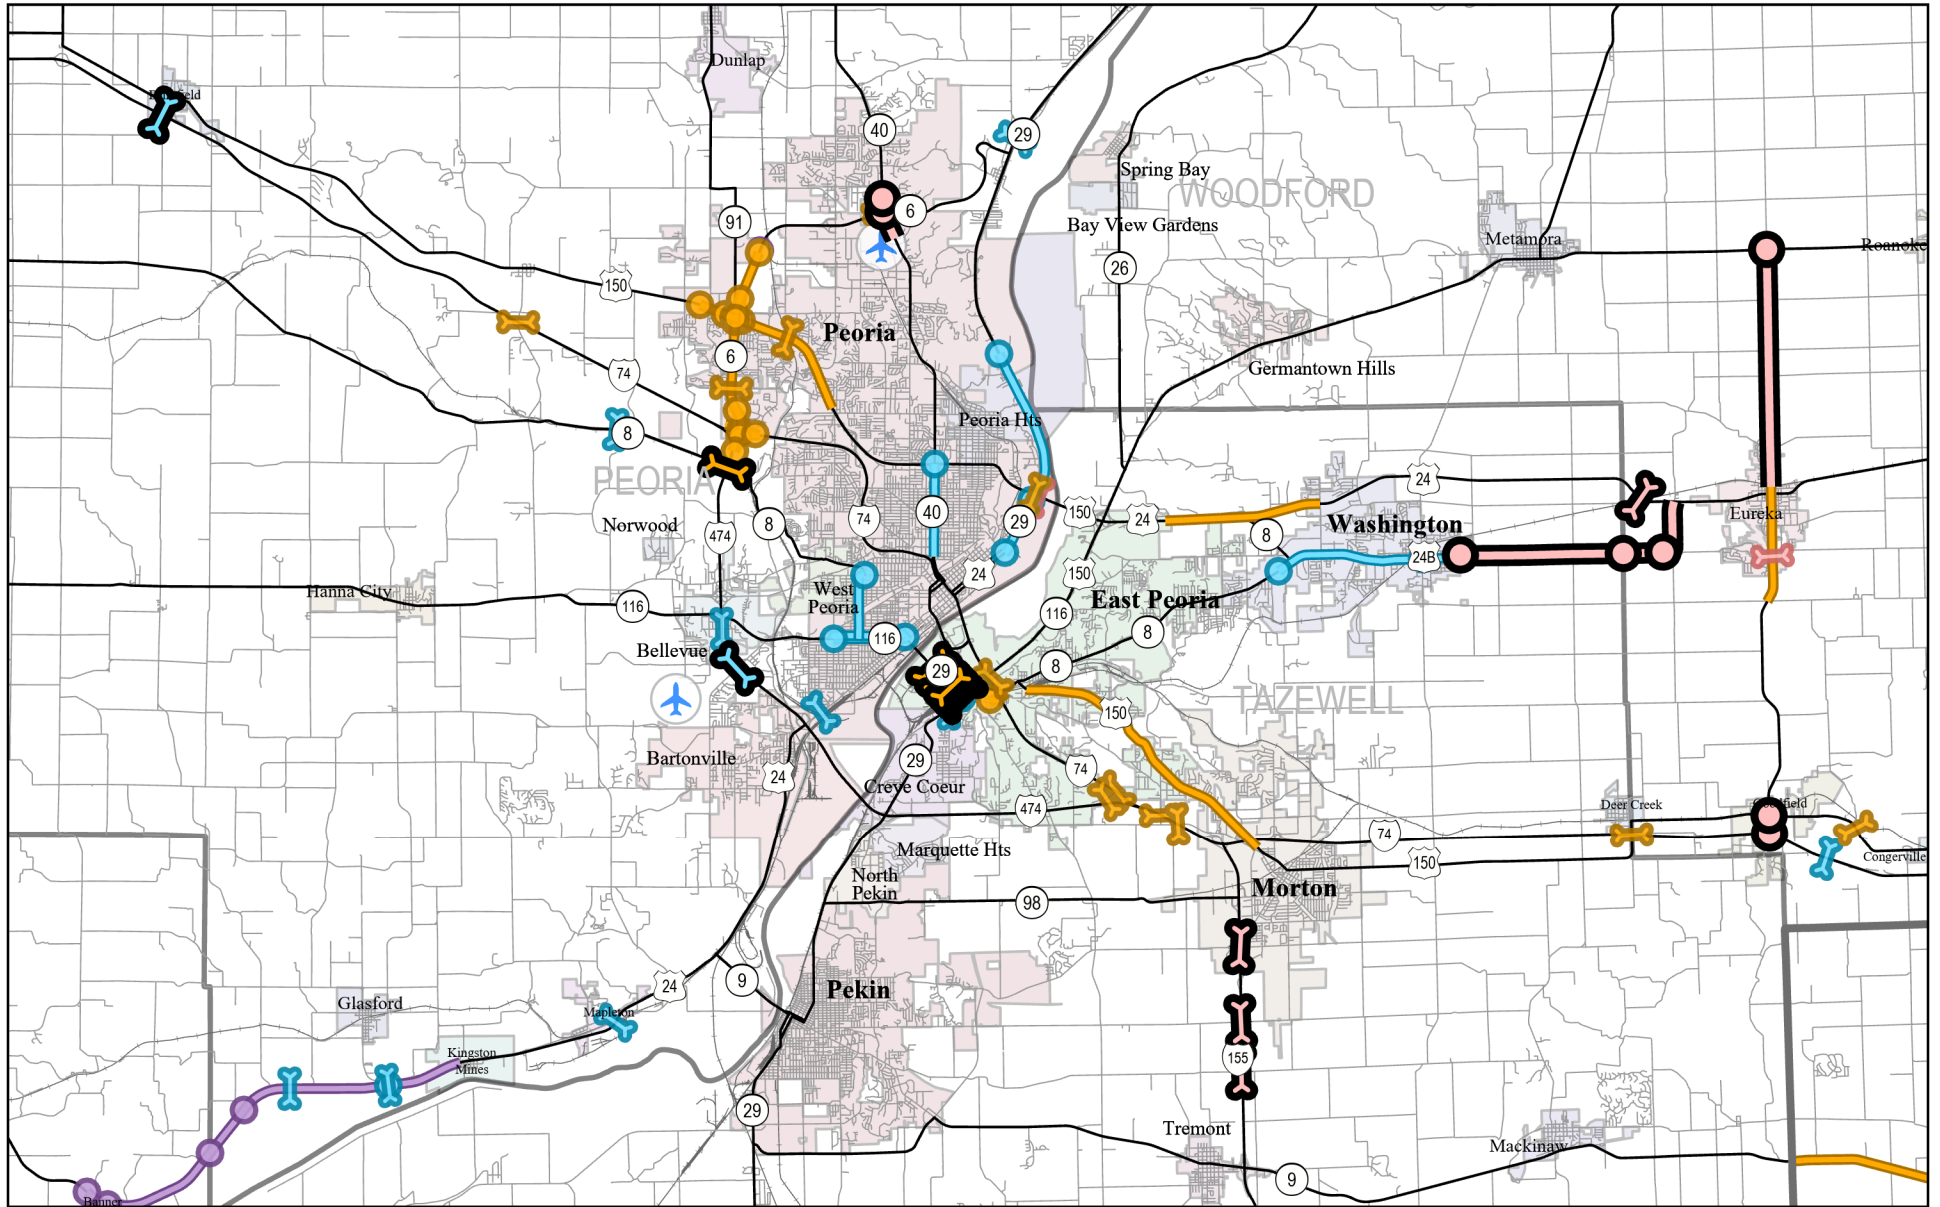 Dunlap
40
29
Spring Bay
WOODFORD
6
91
Bay View Gardens
Metamora
Roanoke
26
150
Peoria
6
74
Germantown Hills
Peoria Hts
8
PEORIA
24
Norwood
8
74
40
29
150
24
Washington
Eureka
474
8
24B
24
150
Hanna City
West
Peoria
East Peoria
116
116
116
8
Bellevue
29
8
TAZEWELL
150
Bartonville
29
24
74
Creve Coeur
474
Deer Creek
74
Marquette Hts
150
Congerville
North
Pekin
Morton
98
9
24
Pekin
Glasford
Mapleton
Kingston
Mines
155
29
Tremont
Mackinaw
9
Banner